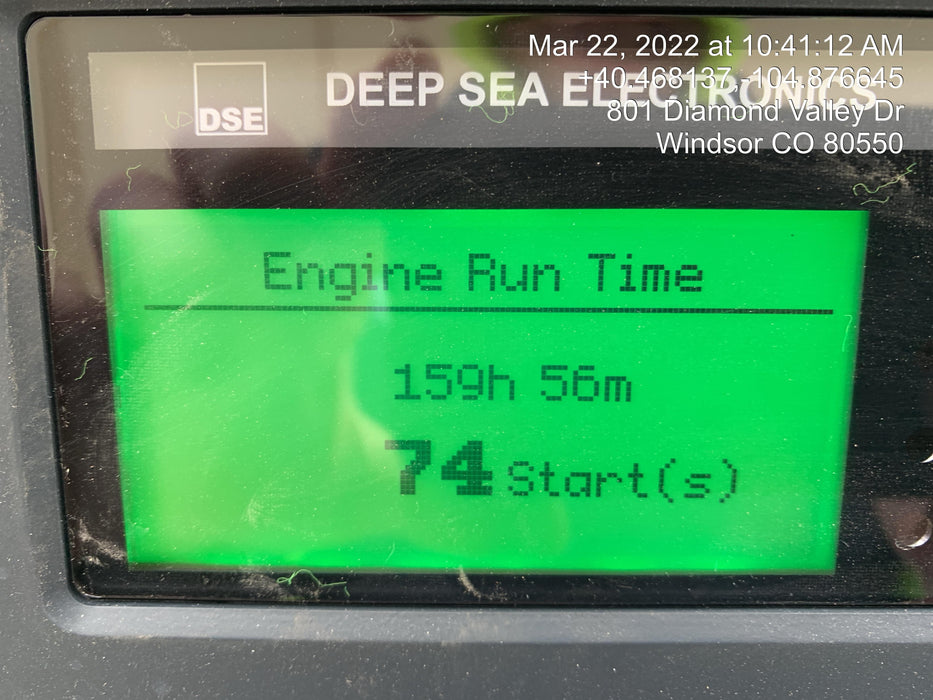 Mar 22, 2022 at 10:41:12 AM
+40.468137,-104.876645
801 Diamond Valley Dr
Windsor CO 80550
DSE
DEEP SEA ELECTRONICS
Engine Run Time
159h 56m
74 Start(s)